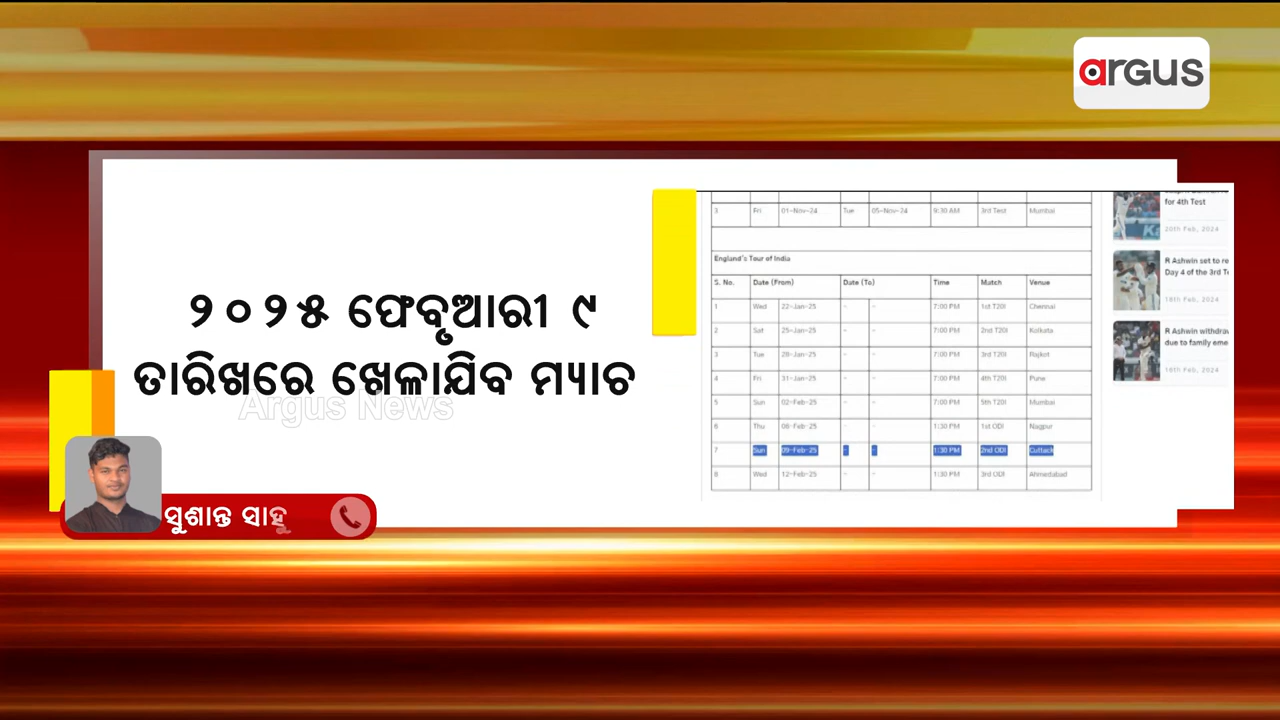 argus
୨୦୨୫ ଫେବୃଆରୀ ୯
ତାରିଖରେ ଖେଳାଯିବ ମ୍ୟାଚ
Argus News
ସୁଶାନ୍ତ ସାହୁ
3 Fri 01-Nov-24 Tue 05-Nov-24 9:30 AM 3rd Test Mumbai
England's Tour of India
S. No. Date (From) Date (To) Time Match Venue
1 Wed 22-Jan-25 - - 7:00 PM 1st T20I Chennai
2 Sat 25-Jan-25 - - 7:00 PM 2nd T20I Kolkata
3 Tue 28-Jan-25 - - 7:00 PM 3rd T20I Rajkot
4 Fri 31-Jan-25 - - 7:00 PM 4th T20I Pune
5 Sun 02-Feb-25 - - 7:00 PM 5th T20I Mumbai
6 Thu 06-Feb-25 - - 1:30 PM 1st ODI Nagpur
7 Sun 09-Feb-25 - - 1:30 PM 2nd ODI Cuttack
8 Wed 12-Feb-25 - - 1:30 PM 3rd ODI Ahmedabad
for 4th Test
20th Feb, 2024
R Ashwin set to re
Day 4 of the 3rd Te
18th Feb, 2024
R Ashwin withdraw
due to family eme
16th Feb, 2024